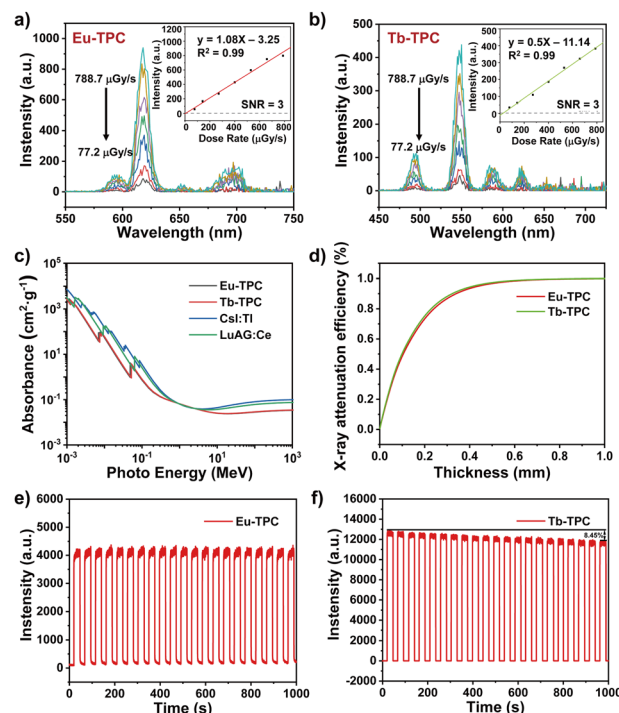 a)
Eu-TPC
y = 1.08X – 3.25
R² = 0.99
SNR = 3
Intensity (a.u.)
Dose Rate (μGy/s)
1000
800
600
400
200
0
0 200 400 600 800
788.7 μGy/s
77.2 μGy/s
Instensity (a.u.)
1000
800
600
400
200
0
550 600 650 700 750
Wavelength (mm)
b)
Tb-TPC
y = 0.5X – 11.14
R² = 0.99
SNR = 3
Intensity (a.u.)
Dose Rate (μGy/s)
400
300
200
100
0
0 200 400 600 800
788.7 μGy/s
77.2 μGy/s
Instensity (a.u.)
500
400
300
200
100
0
450 500 550 600 650 700
Wavelength (mm)
c)
Eu-TPC
Tb-TPC
CsI:Tl
LuAG:Ce
Absorbance (cm²·g⁻¹)
10⁵
10³
10¹
10⁻¹
10⁻³
10⁻³ 10⁻¹ 10¹ 10³
Photo Energy (MeV)
d)
Eu-TPC
Tb-TPC
X-ray attenuation efficiency (%)
1.0
0.8
0.6
0.4
0.2
0.0
0.0 0.2 0.4 0.6 0.8 1.0
Thickness (mm)
e)
Eu-TPC
Instensity (a.u.)
6000
5000
4000
3000
2000
1000
0
0 200 400 600 800 1000
Time (s)
f)
Tb-TPC
8.45%
Instensity (a.u.)
16000
14000
12000
10000
8000
6000
4000
2000
0
-2000
0 200 400 600 800 1000
Time (s)